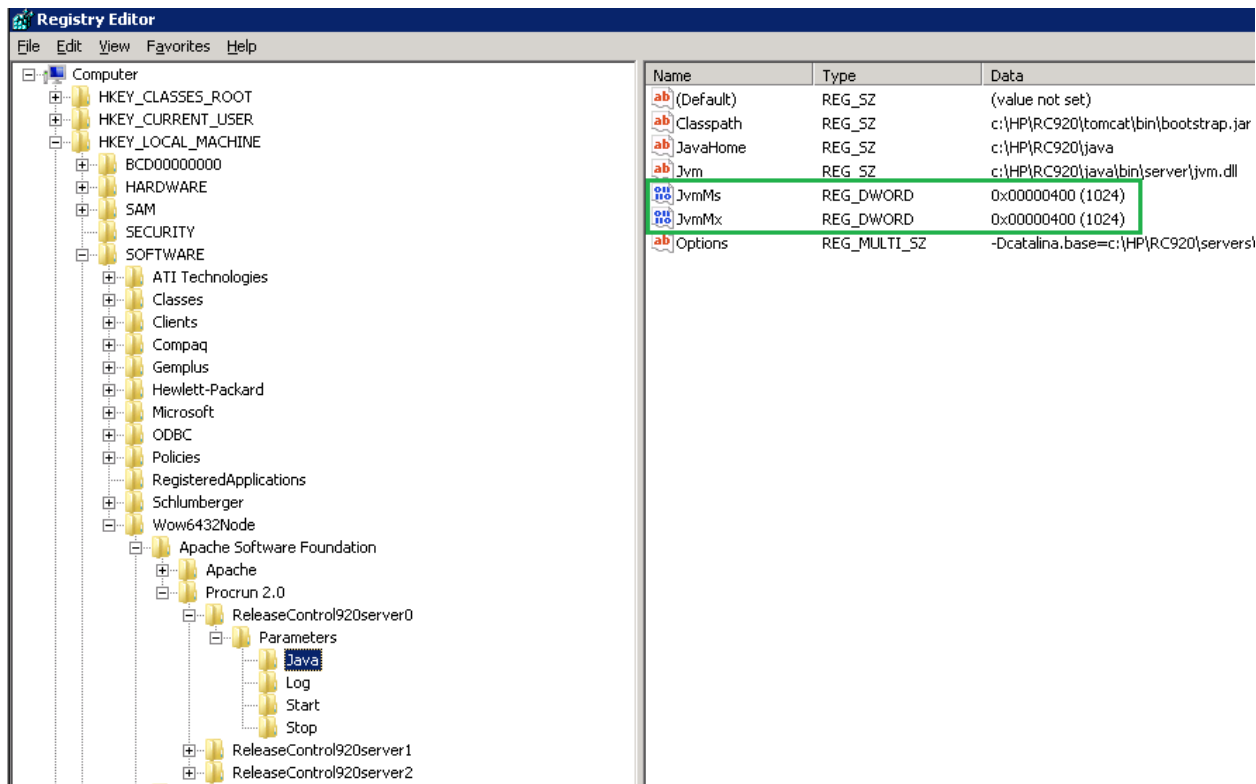 Registry Editor
File Edit View Favorites Help
Computer
HKEY_CLASSES_ROOT
HKEY_CURRENT_USER
HKEY_LOCAL_MACHINE
BCD00000000
HARDWARE
SAM
SECURITY
SOFTWARE
ATI Technologies
Classes
Clients
Compaq
Gemplus
Hewlett-Packard
Microsoft
ODBC
Policies
RegisteredApplications
Schlumberger
Wow6432Node
Apache Software Foundation
Apache
Procrun 2.0
ReleaseControl920server0
Parameters
Java
Log
Start
Stop
ReleaseControl920server1
ReleaseControl920server2
Name Type Data
(Default) REG_SZ (value not set)
Classpath REG_SZ c:\HP\RC920\tomcat\bin\bootstrap.jar
JavaHome REG_SZ c:\HP\RC920\java
Jvm REG_SZ c:\HP\RC920\java\bin\server\jvm.dll
JvmMs REG_DWORD 0x00000400 (1024)
JvmMx REG_DWORD 0x00000400 (1024)
Options REG_MULTI_SZ -Dcatalina.base=c:\HP\RC920\servers\